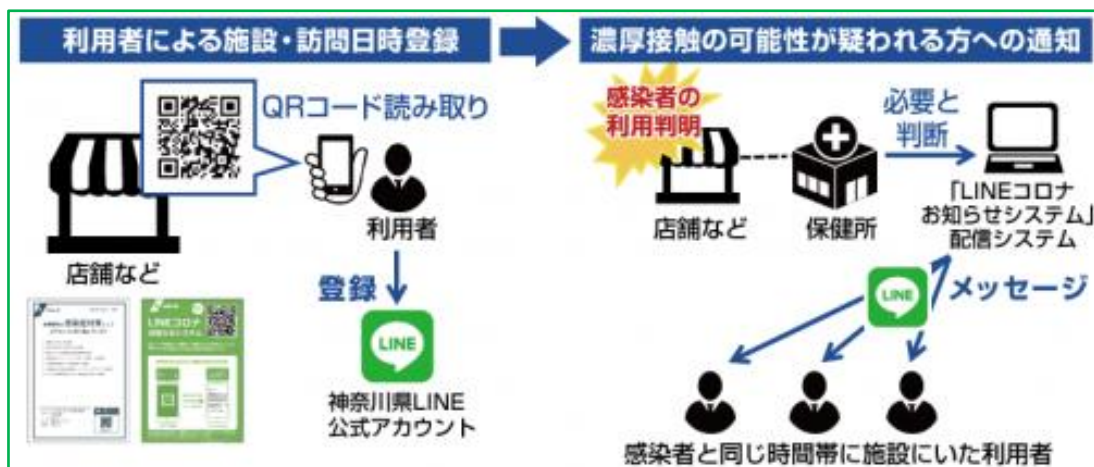 利用者による施設・訪問日時登録
濃厚接触の可能性が疑われる方への通知
QRコード読み取り
利用者
店舗など
登録
LINEコロナ
LINE
神奈川県LINE
公式アカウント
感染者の
利用判明
必要と
判断
店舗など
保健所
「LINEコロナ
お知らせシステム」
配信システム
LINE
メッセージ
感染者と同じ時間帯に施設にいた利用者